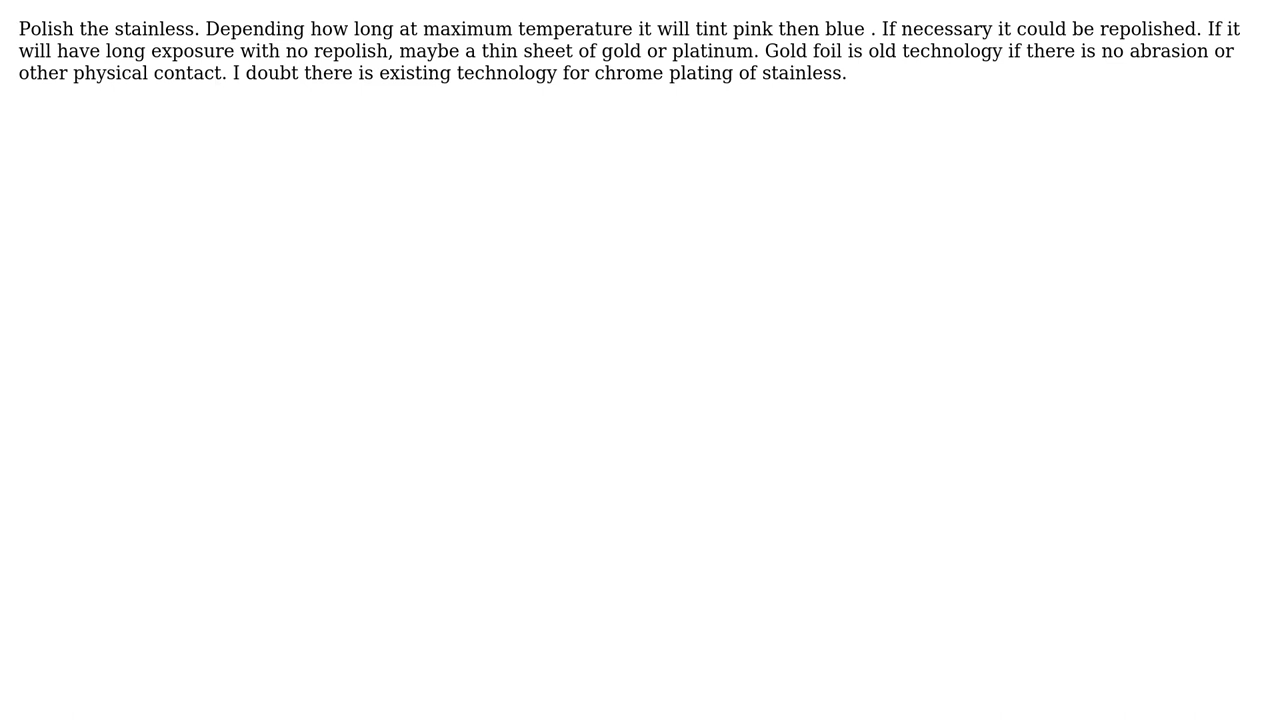 Polish the stainless. Depending how long at maximum temperature it will tint pink then blue . If necessary it could be repolished. If it
will have long exposure with no repolish, maybe a thin sheet of gold or platinum. Gold foil is old technology if there is no abrasion or
other physical contact. I doubt there is existing technology for chrome plating of stainless.